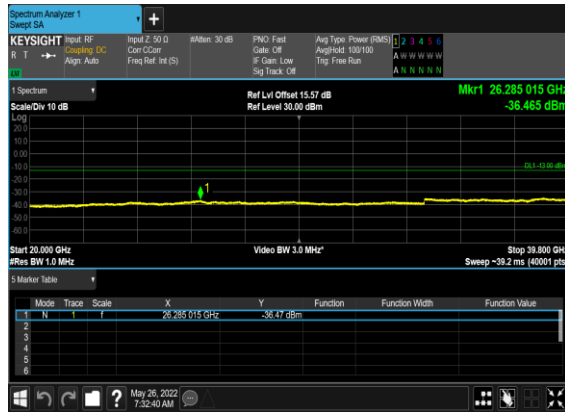 Spectrum Analyzer 1
Swept SA
+
KEYSIGHT
R T
LV
Input: RF
Coupling: DC
Align: Auto
Input Z: 50 Ω
Corr CCorr
Freq Ref: Int (S)
#Atten: 30 dB
PNO: Fast
Gate: Off
IF Gain: Low
Sig Track: Off
Avg Type: Power (RMS)
Avg|Hold: 100/100
Trig: Free Run
1 2 3 4 5 6
A W W W W W
A N N N N N
1 Spectrum
Scale/Div 10 dB
Ref Lvl Offset 15.57 dB
Ref Level 30.00 dBm
Mkr1 26.285 015 GHz
-36.465 dBm
Log
20.0
10.0
0.00
-10.0
-20.0
-30.0
-40.0
-50.0
-60.0
DL1 -13.00 dBm
1
Start 20.000 GHz
#Res BW 1.0 MHz
Video BW 3.0 MHz*
Stop 39.800 GHz
Sweep ~39.2 ms (40001 pts)
5 Marker Table
Mode Trace Scale X Y Function Function Width Function Value
1 N 1 f 26.285 015 GHz -36.47 dBm
2
3
4
5
6
?
May 26, 2022
7:32:40 AM